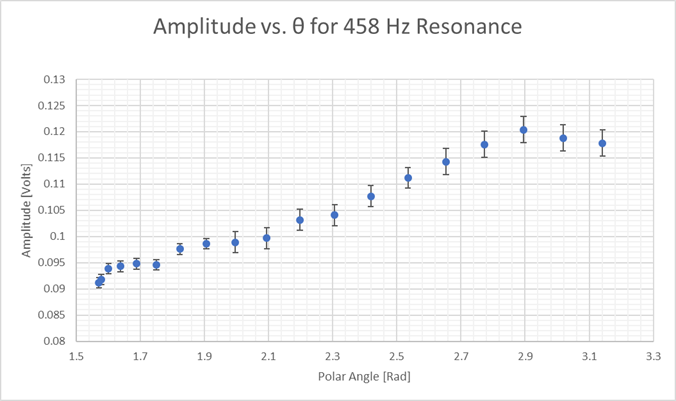 Amplitude vs. θ for 458 Hz Resonance
0.13
0.125
0.12
0.115
0.11
0.105
0.1
0.095
0.09
0.085
0.08
Amplitude [Volts]
1.5 1.7 1.9 2.1 2.3 2.5 2.7 2.9 3.1 3.3
Polar Angle [Rad]